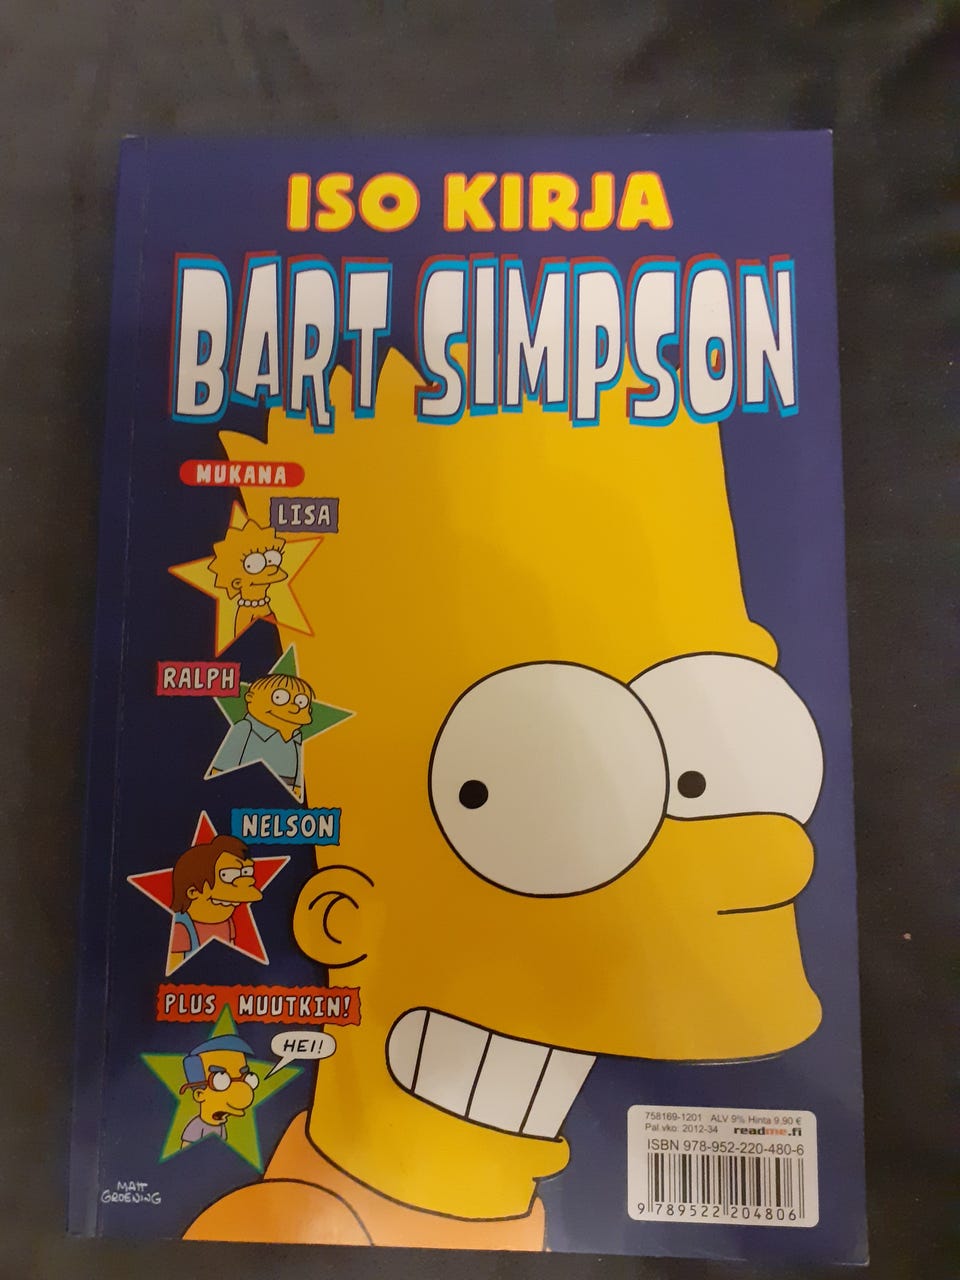 ISO KIRJA
BART SIMPSON
MUKANA
LISA
RALPH
NELSON
PLUS MUUTKIN!
HEI!
MATT
GROENING
758169-1201 ALV 9% Hinta 9,90 €
Pal.vko: 2012-34 readme.fi
ISBN 978-952-220-480-6
9 789522 204806